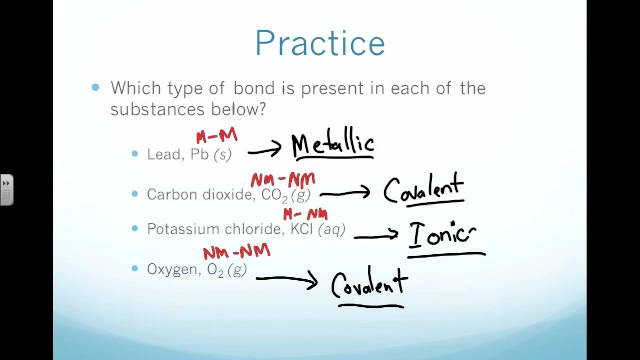 Practice
• Which type of bond is present in each of the
substances below?
M-M
• Lead, Pb (s) → Metallic
NM-NM
• Carbon dioxide, CO₂ (g) → Covalent
M-NM
• Potassium chloride, KCl (aq) → Ionic
NM-NM
• Oxygen, O₂ (g) → Covalent